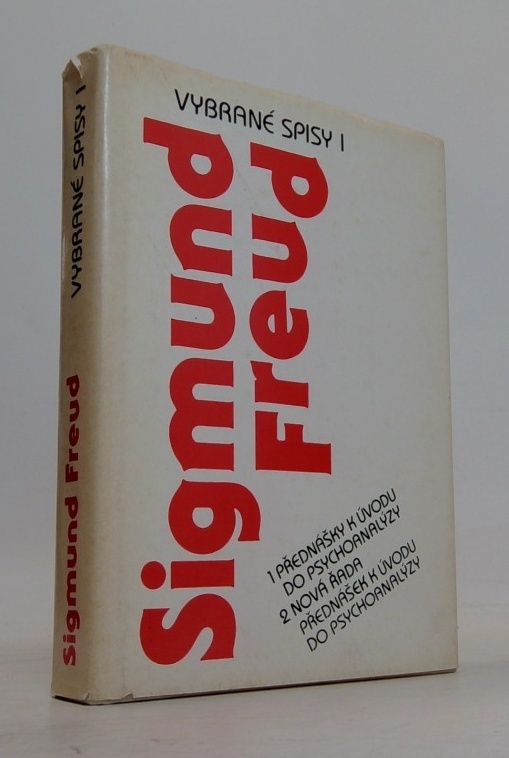 VYBRANÉ SPISY I
Sigmund
Freud
1 PŘEDNÁŠKY K ÚVODU
DO PSYCHOANALÝZY
2 NOVÁ ŘADA
PŘEDNÁŠEK K ÚVODU
DO PSYCHOANALÝZY
Sigmund Freud VYBRANÉ SPISY I